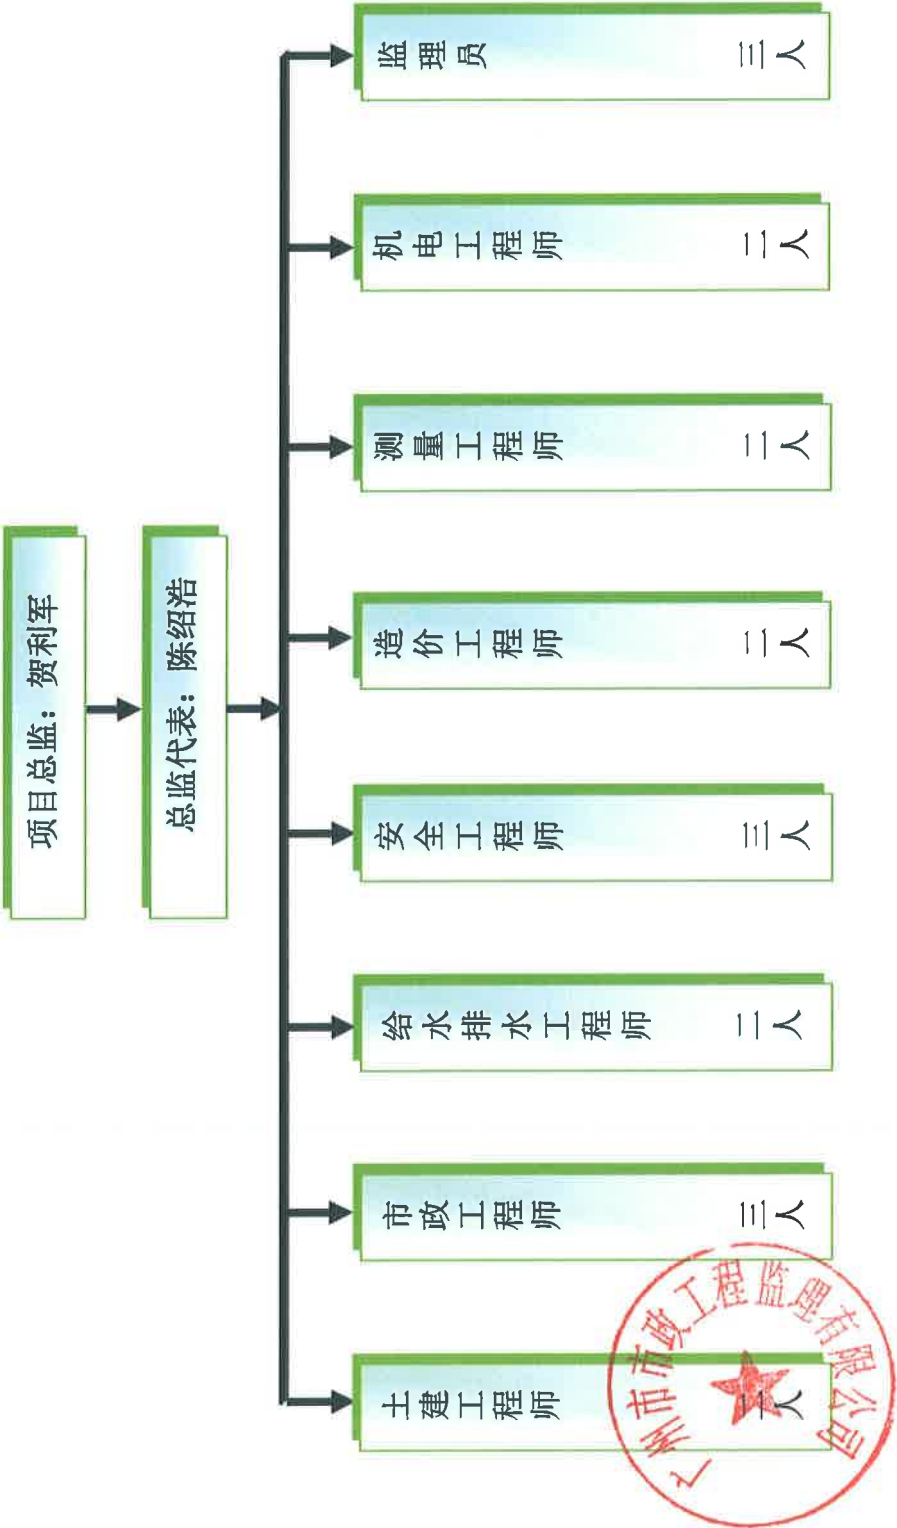 项目总监：贺利军
总监代表：陈绍浩
土建工程师
人
市政工程师
三人
给水排水工程师
二人
安全工程师
三人
造价工程师
二人
测量工程师
二人
机电工程师
二人
监理员
三人
广州市市政工程监理有限公司